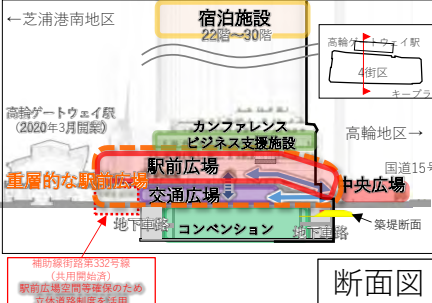 ←芝浦港南地区
宿泊施設
22階～30階
高輪ゲートウェイ駅
4街区
キープラ
高輪ゲートウェイ駅
(2020年3月開業)
カンファレンス
ビジネス支援施設
高輪地区→
国道15
駅前広場
重層的な駅前広場
中央広場
交通広場
築堤断面
地下車路
コンベンション
地下車路
補助線街路第332号線
(共用開始済)
駅前広場空間等確保のため
立体道路制度を活用
断面図